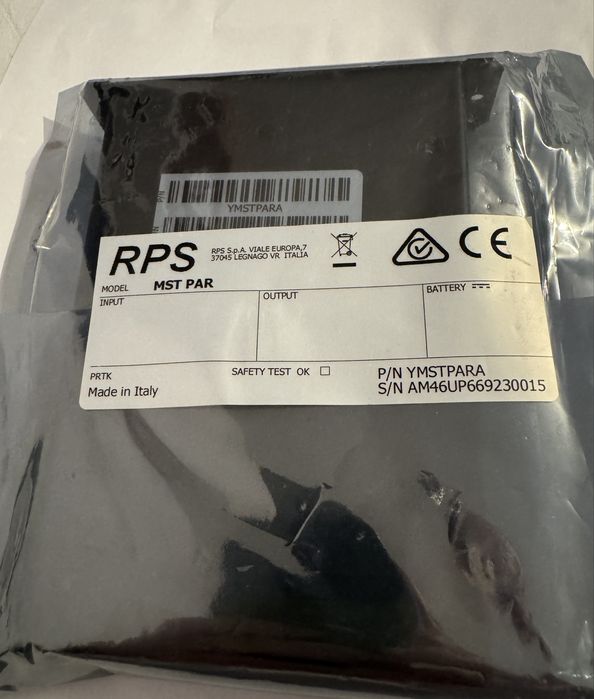 P/N
YMSTPARA
RPS
RPS S.p.A. VIALE EUROPA,7
37045 LEGNAGO VR ITALIA
CE
MODEL MST PAR
INPUT
OUTPUT
BATTERY
PRTK
SAFETY TEST OK
P/N YMSTPARA
Made in Italy
S/N AM46UP669230015